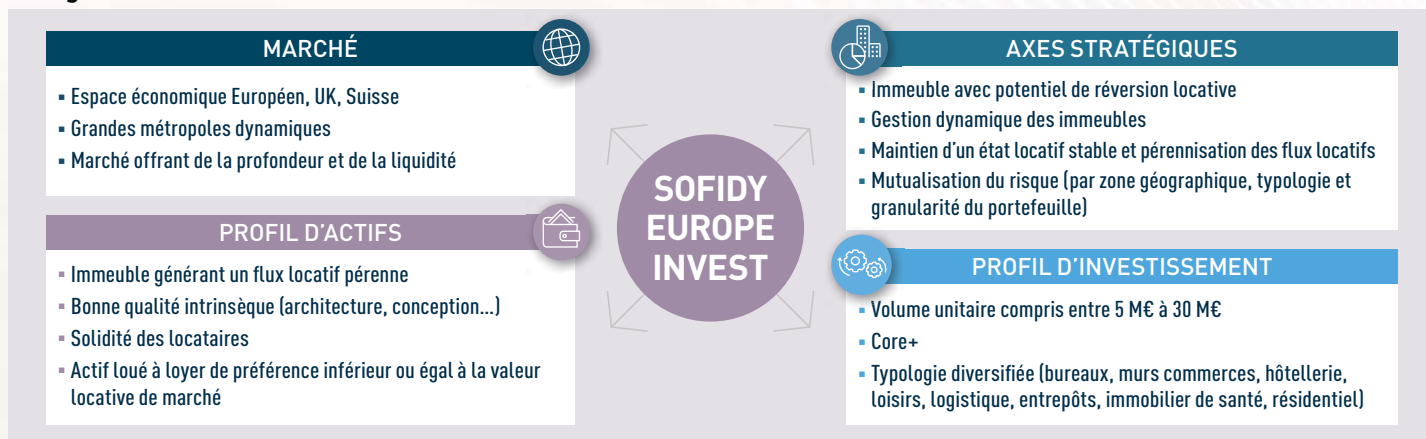 MARCHÉ
▪ Espace économique Européen, UK, Suisse
▪ Grandes métropoles dynamiques
▪ Marché offrant de la profondeur et de la liquidité
PROFIL D'ACTIFS
▪ Immeuble générant un flux locatif pérenne
▪ Bonne qualité intrinsèque (architecture, conception...)
▪ Solidité des locataires
▪ Actif loué à loyer de préférence inférieur ou égal à la valeur
locative de marché
SOFIDY
EUROPE
INVEST
AXES STRATÉGIQUES
▪ Immeuble avec potentiel de réversion locative
▪ Gestion dynamique des immeubles
▪ Maintien d'un état locatif stable et pérennisation des flux locatifs
▪ Mutualisation du risque (par zone géographique, typologie et
granularité du portefeuille)
PROFIL D'INVESTISSEMENT
▪ Volume unitaire compris entre 5 M€ à 30 M€
▪ Core+
▪ Typologie diversifiée (bureaux, murs commerces, hôtellerie,
loisirs, logistique, entrepôts, immobilier de santé, résidentiel)